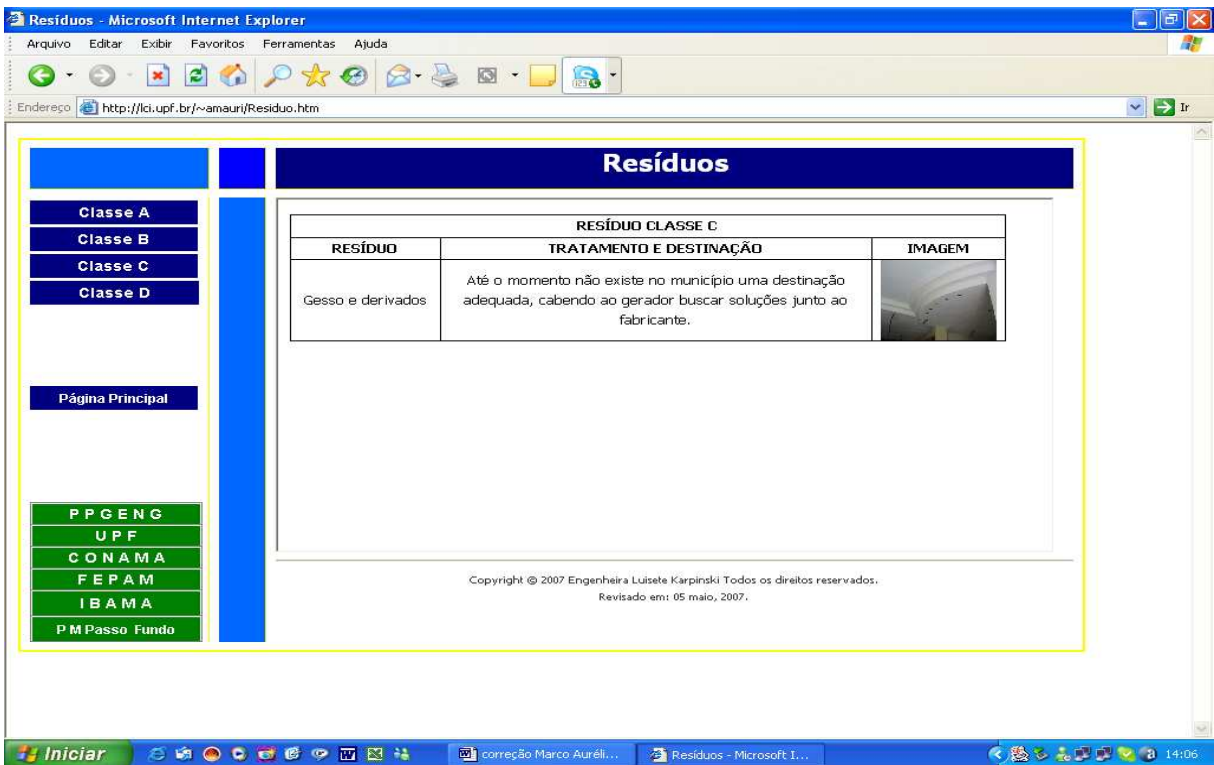 Resíduos - Microsoft Internet Explorer
Arquivo Editar Exibir Favoritos Ferramentas Ajuda
Endereço http://lci.upf.br/~amauri/Residuo.htm Ir
Resíduos
Classe A
Classe B
Classe C
Classe D
Página Principal
PPGENG
UPF
CONAMA
FEPAM
IBAMA
PM Passo Fundo
RESÍDUO CLASSE C
RESÍDUO TRATAMENTO E DESTINAÇÃO IMAGEM
Gesso e derivados
Até o momento não existe no município uma destinação
adequada, cabendo ao gerador buscar soluções junto ao
fabricante.
Copyright © 2007 Engenheira Luisete Karpinski Todos os direitos reservados.
Revisado em: 05 maio, 2007.
Iniciar correção Marco Auréli... Resíduos - Microsoft I... 14:06